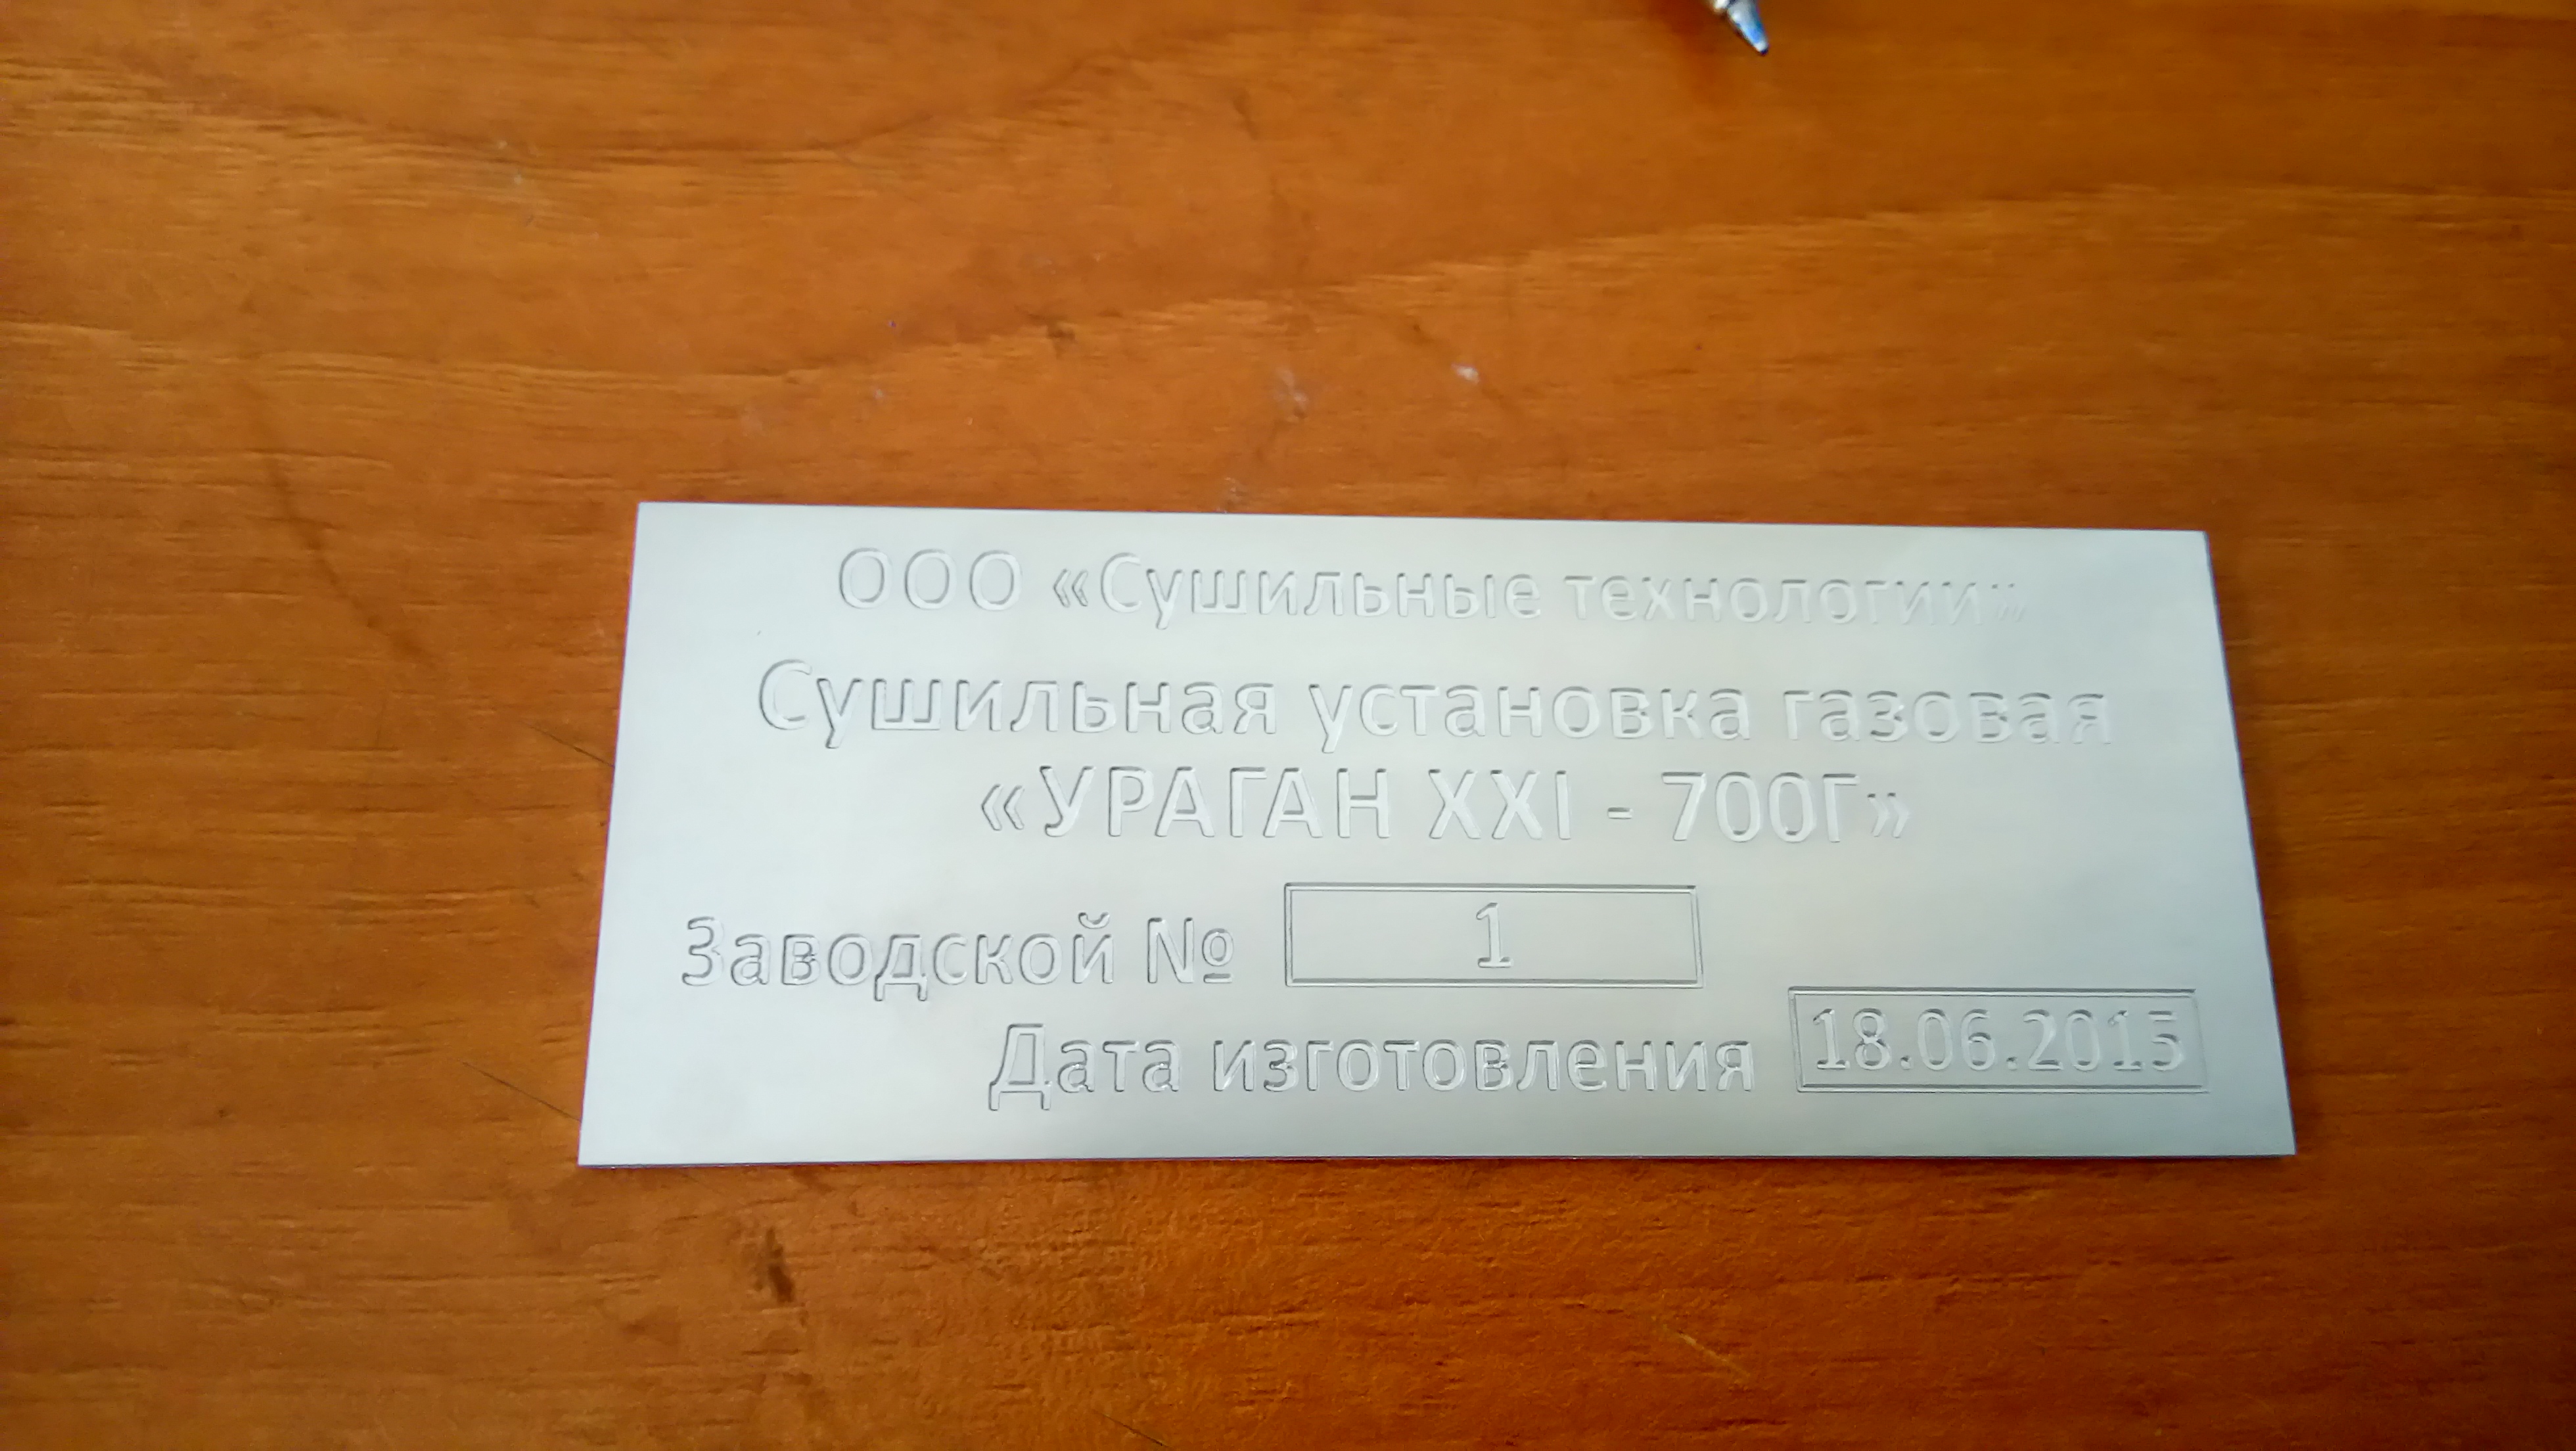 ООО «Сушильные технологии»
Сушильная установка газовая
«УРАГАН XXI - 700Г»
Заводской № 1
Дата изготовления 18.06.2015